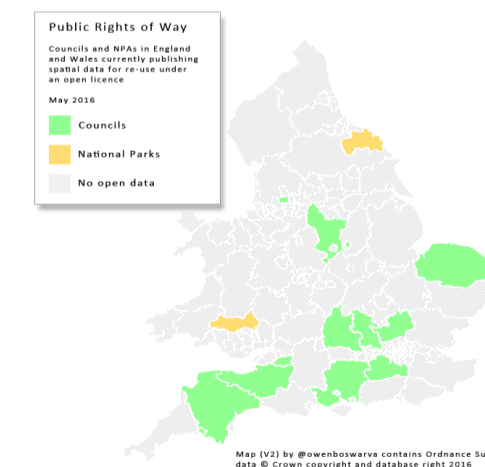 Public Rights of Way
Councils and NPAs in England
and Wales currently publishing
spatial data for re-use under
an open licence
May 2016
Councils
National Parks
No open data
Map (V2) by @owenboswarva contains Ordnance Su
data © Crown copyright and database right 2016